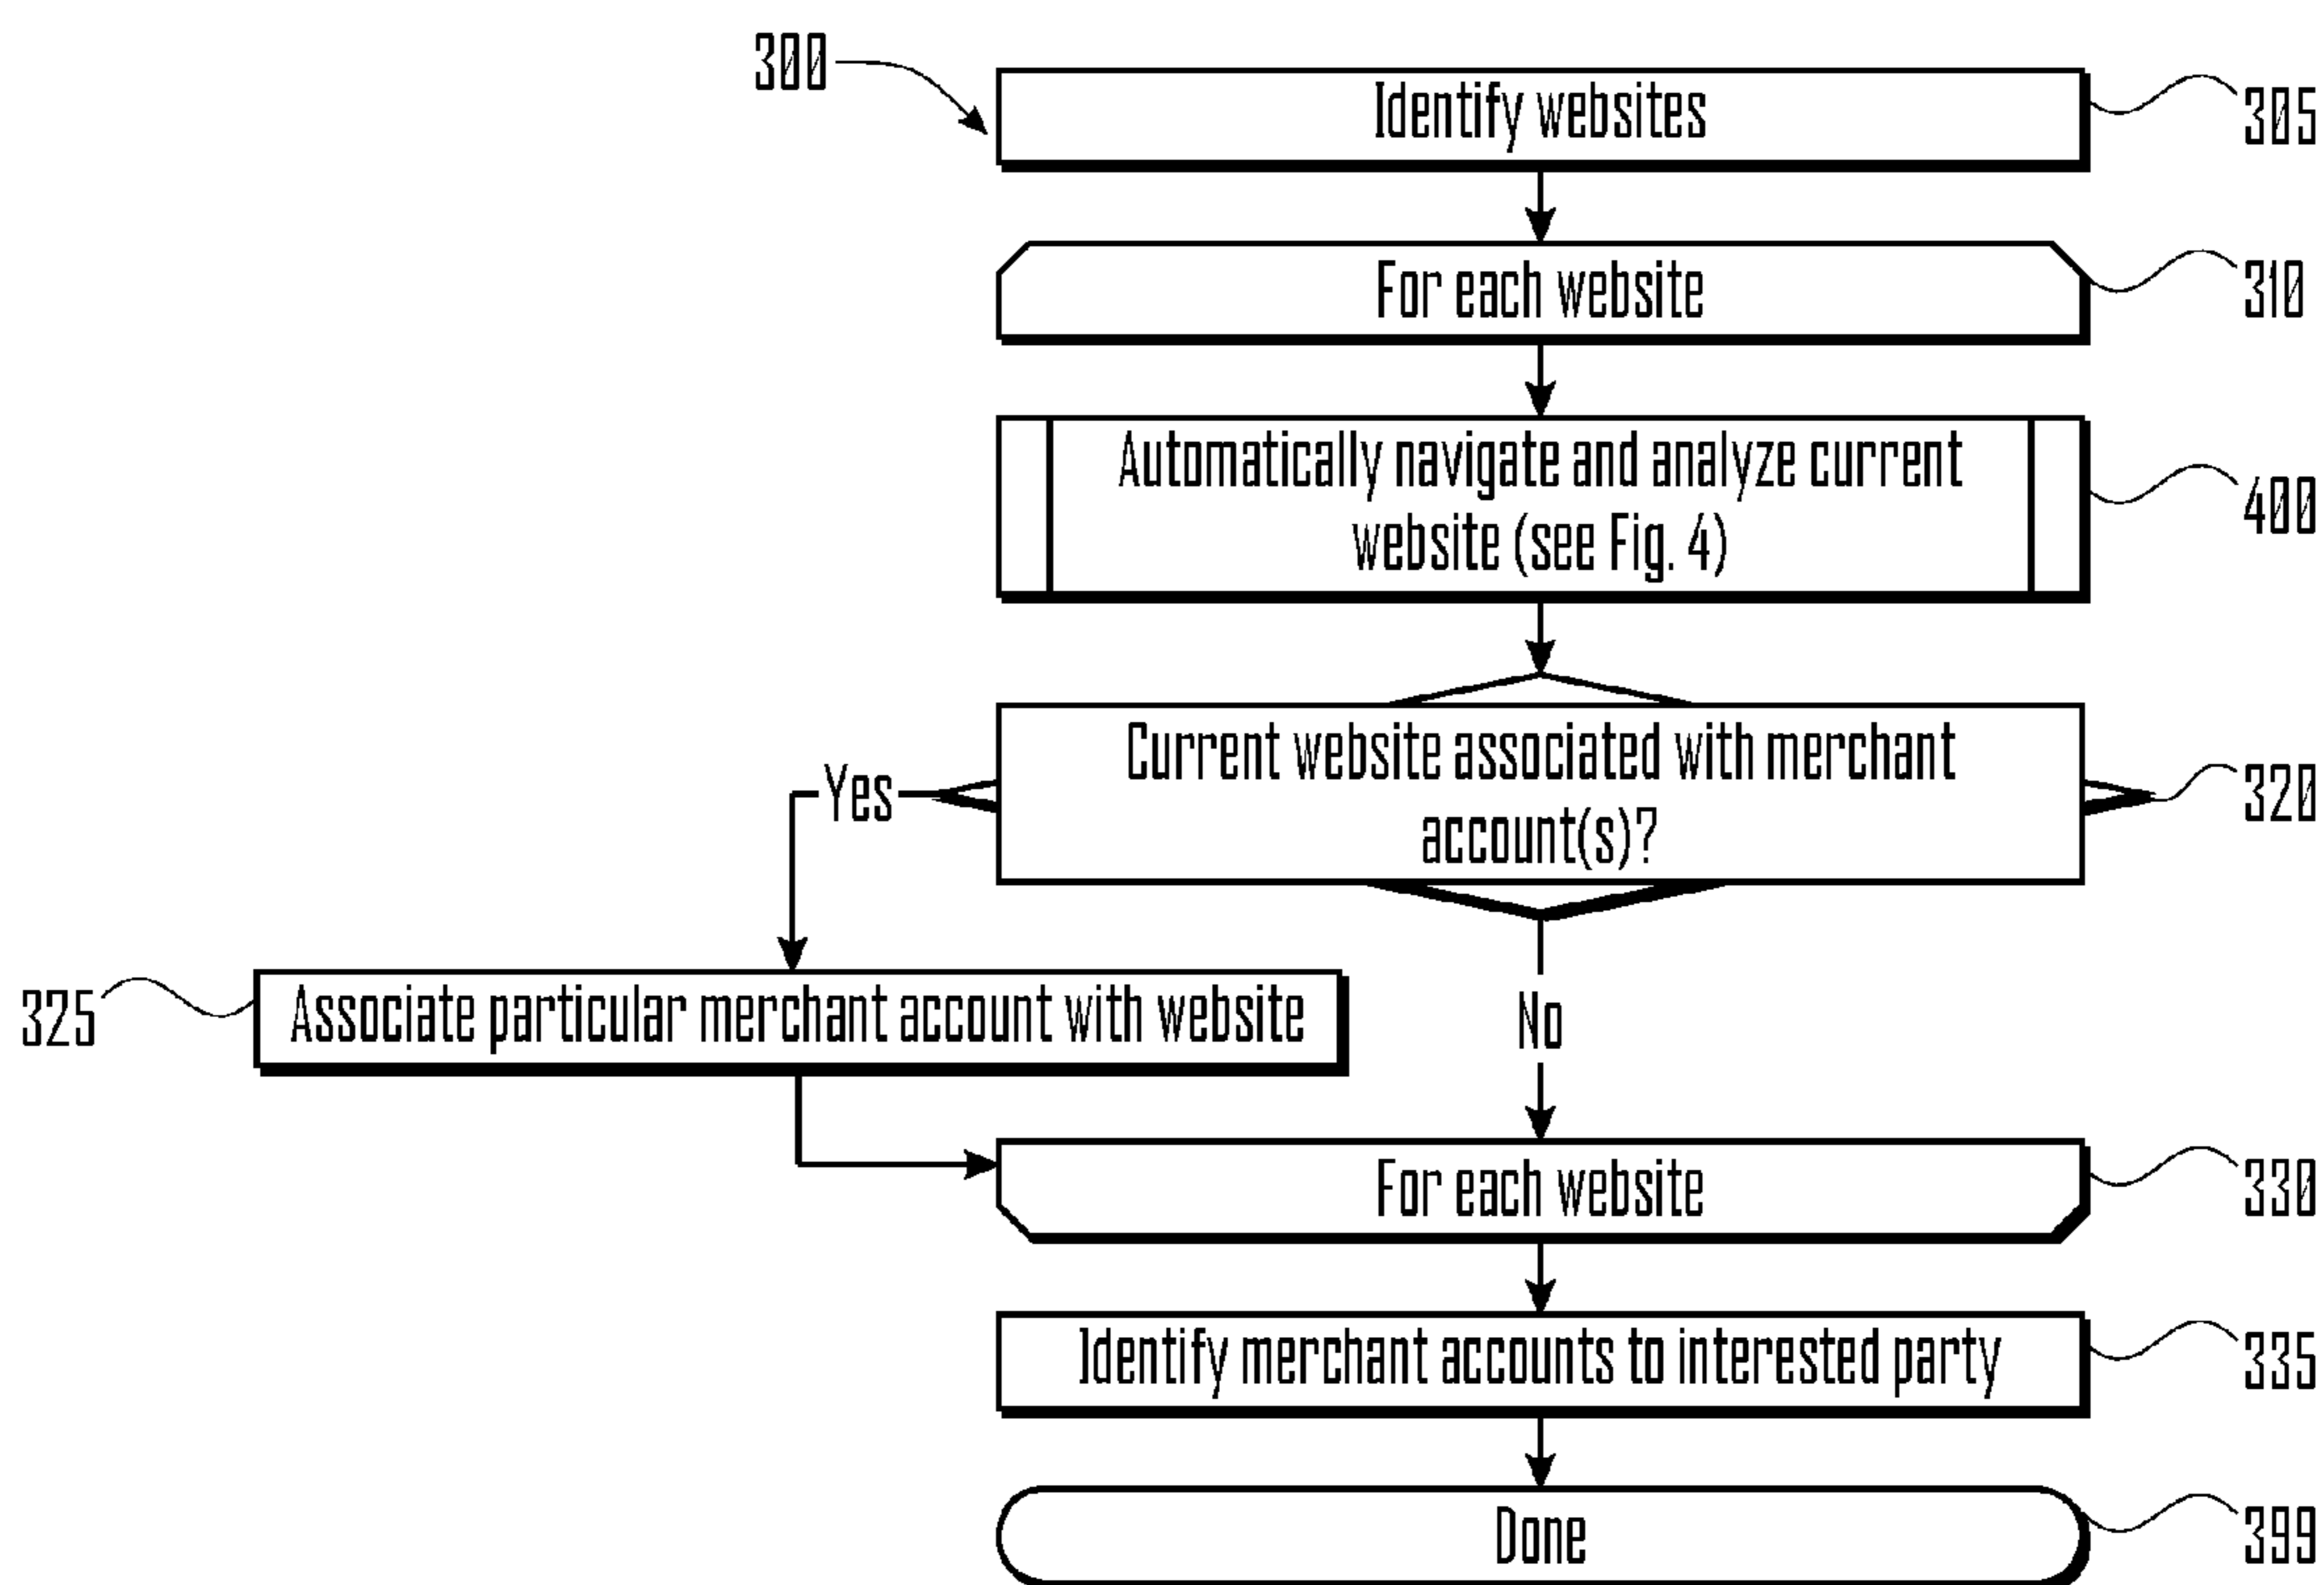 300
Identify websites
305
For each website
310
Automatically navigate and analyze current
website (see Fig. 4)
400
Current website associated with merchant
account(s)?
320
Yes
325
Associate particular merchant account with website
No
For each website
330
Identify merchant accounts to interested party
335
Done
399